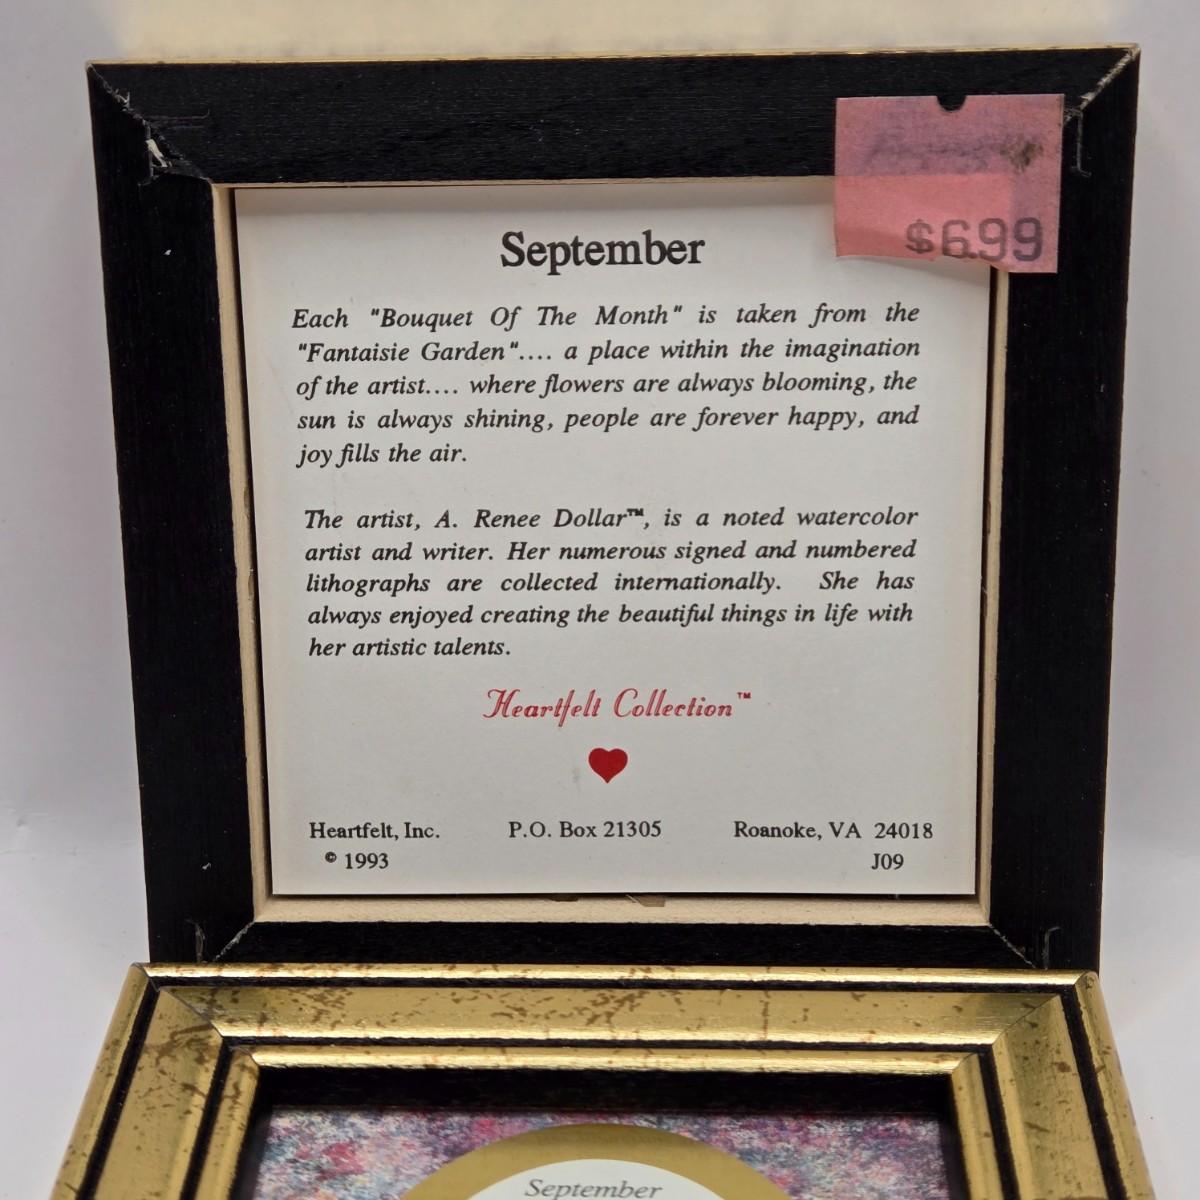 $6.99
September
Each "Bouquet Of The Month" is taken from the
"Fantaisie Garden".... a place within the imagination
of the artist.... where flowers are always blooming, the
sun is always shining, people are forever happy, and
joy fills the air.
The artist, A. Renee Dollar™, is a noted watercolor
artist and writer. Her numerous signed and numbered
lithographs are collected internationally. She has
always enjoyed creating the beautiful things in life with
her artistic talents.
Heartfelt Collection™
Heartfelt, Inc. P.O. Box 21305 Roanoke, VA 24018
© 1993 J09
September